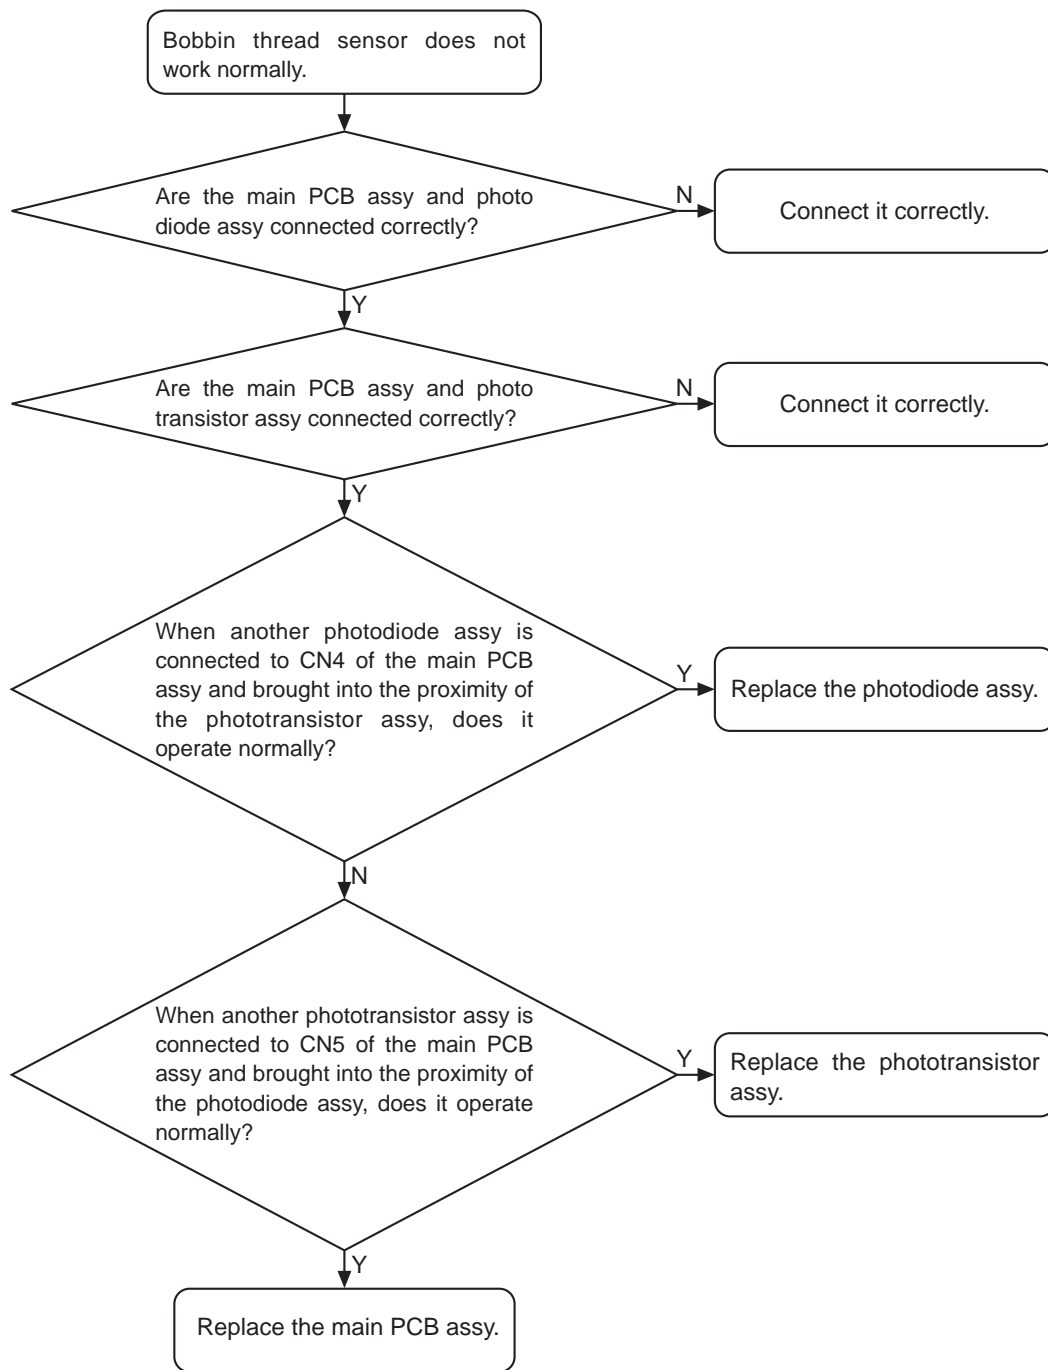 Bobbin thread sensor does not
work normally.
Are the main PCB assy and photo
diode assy connected correctly?
N
Connect it correctly.
Y
Are the main PCB assy and photo
transistor assy connected correctly?
N
Connect it correctly.
Y
When another photodiode assy is
connected to CN4 of the main PCB
assy and brought into the proximity of
the phototransistor assy, does it
operate normally?
Y
Replace the photodiode assy.
N
When another phototransistor assy is
connected to CN5 of the main PCB
assy and brought into the proximity of
the photodiode assy, does it operate
normally?
Y
Replace the phototransistor
assy.
Y
Replace the main PCB assy.